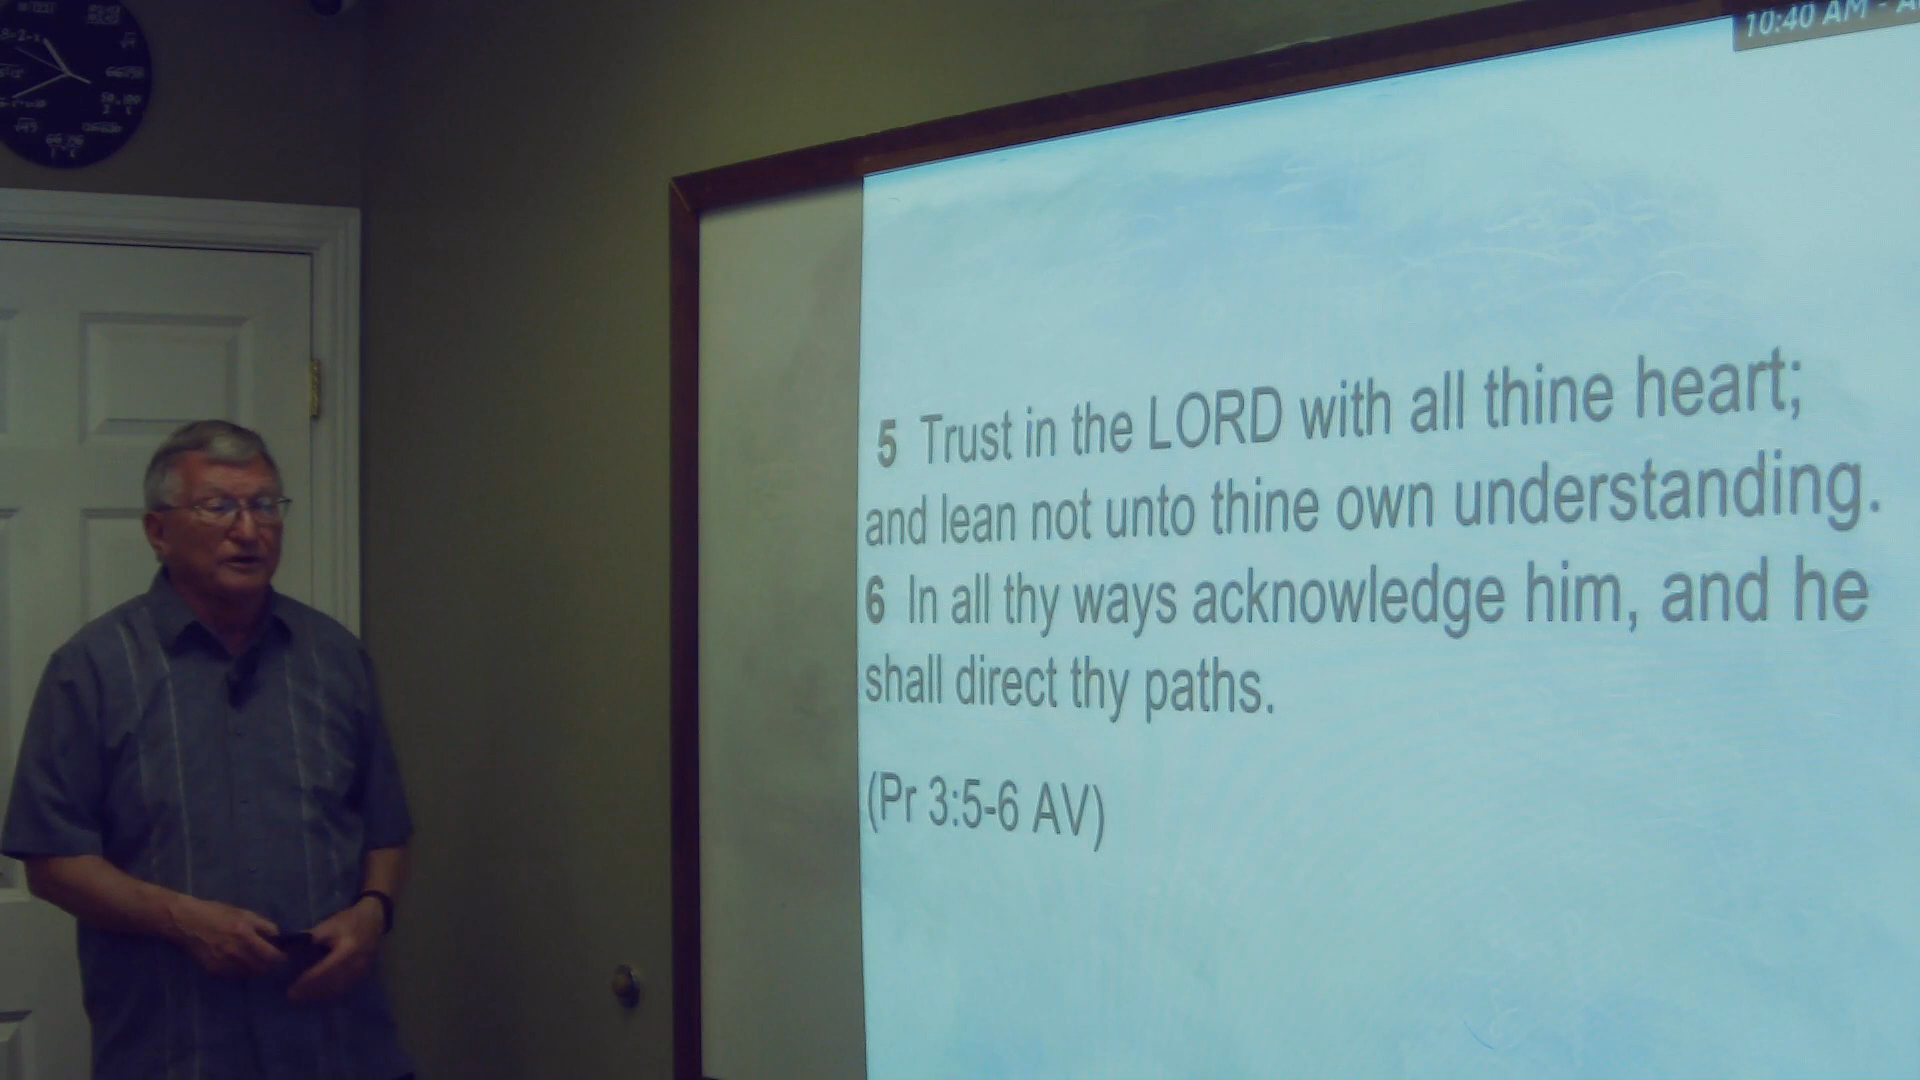 10:40 AM -
5 Trust in the LORD with all thine heart;
and lean not unto thine own understanding.
6 In all thy ways acknowledge him, and he
shall direct thy paths.
(Pr 3:5-6 AV)